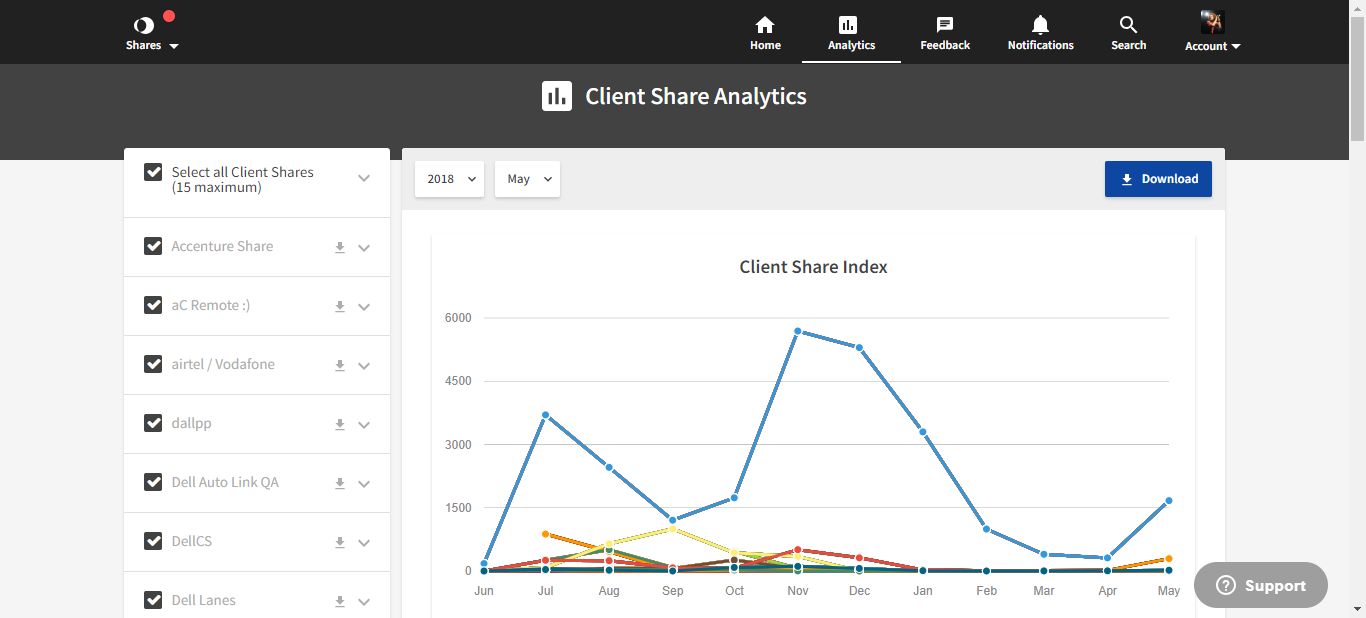 Shares
Home
Analytics
Feedback
Notifications
Search
Account
Client Share Analytics
Select all Client Shares
(15 maximum)
Accenture Share
aC Remote :)
airtel / Vodafone
dallpp
Dell Auto Link QA
DellCS
Dell Lanes
2018
May
Download
Client Share Index
6000
4500
3000
1500
0
Jun
Jul
Aug
Sep
Oct
Nov
Dec
Jan
Feb
Mar
Apr
May
? Support